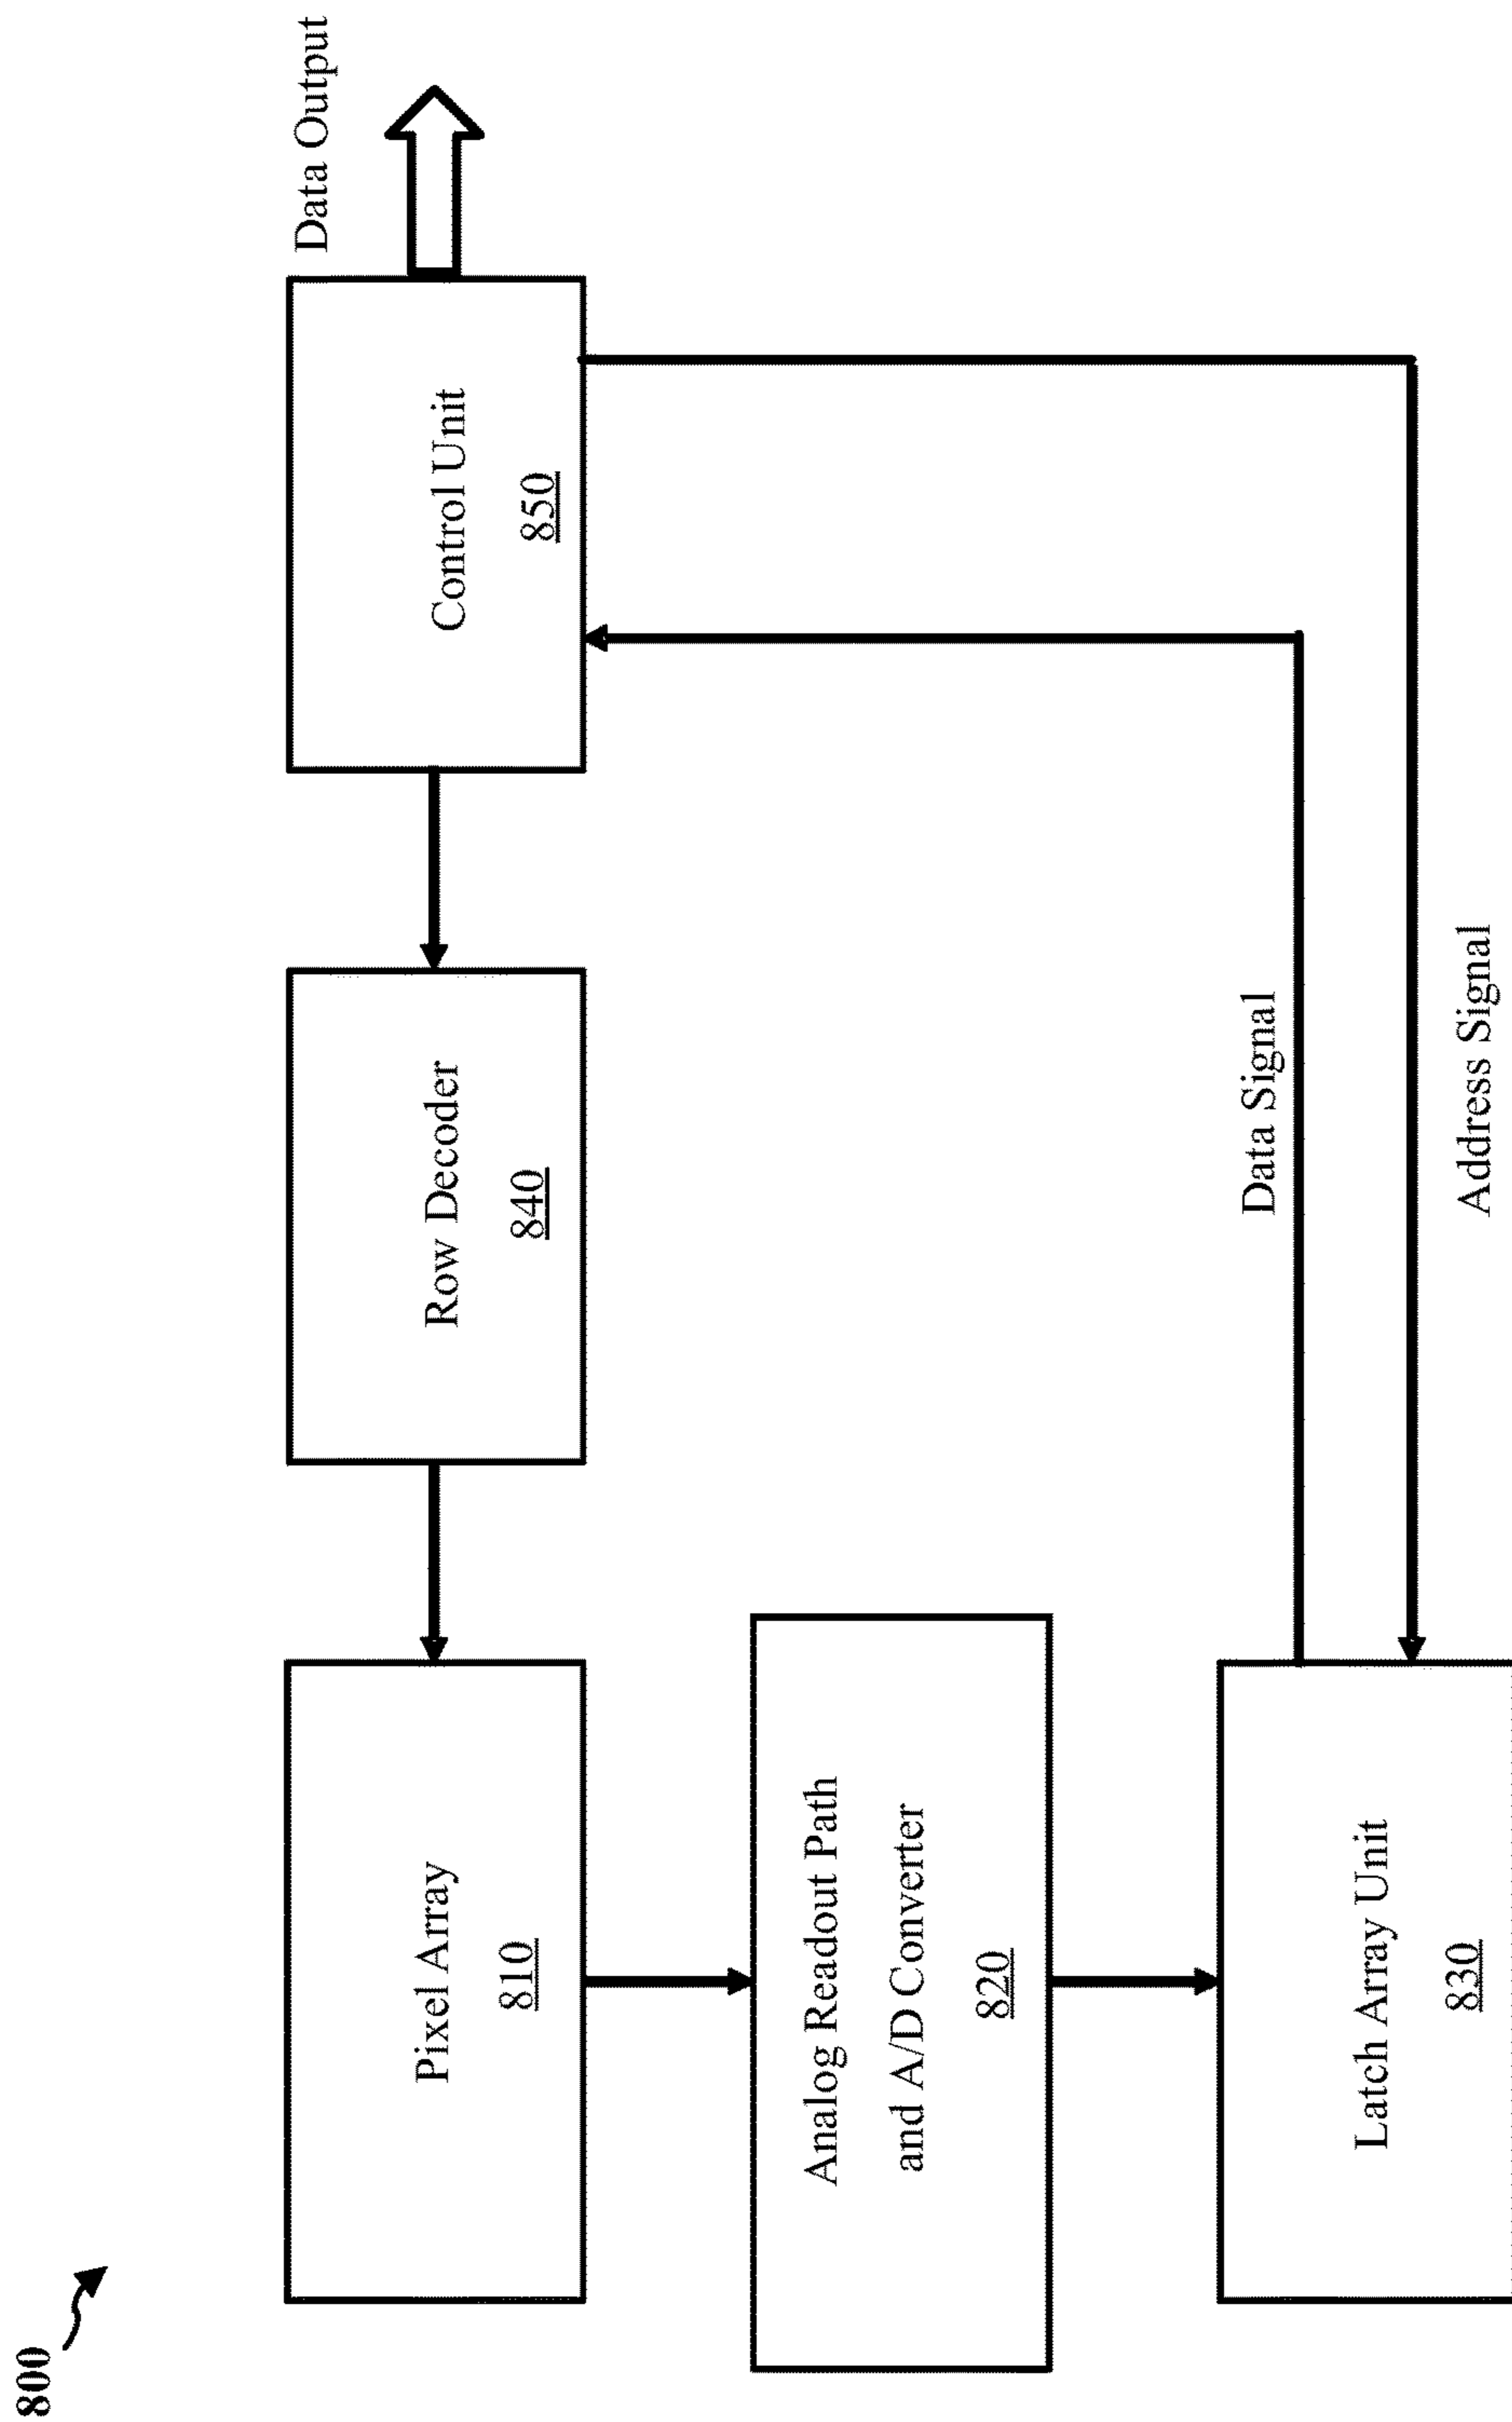 800
Data Output
Pixel Array
810
Row Decoder
840
Control Unit
850
Analog Readout Path
and A/D Converter
820
Data Signal
Latch Array Unit
830
Address Signal